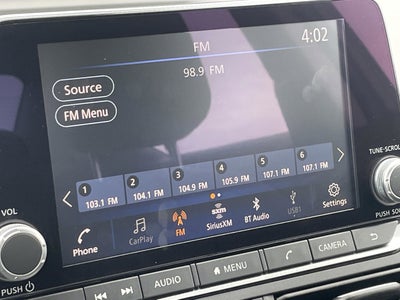 FM
4:02
98.9 FM
Source
FM Menu
1 2 3 4 5 6
103.1 FM 104.1 FM 104.9 FM 105.9 FM 107.1 FM 107.1 FM
Phone CarPlay FM sxm SiriusXM BT Audio USB1 Settings
VOL
TUNE·SCROLL
PUSH
PUSH
AUDIO
MENU
CAMERA